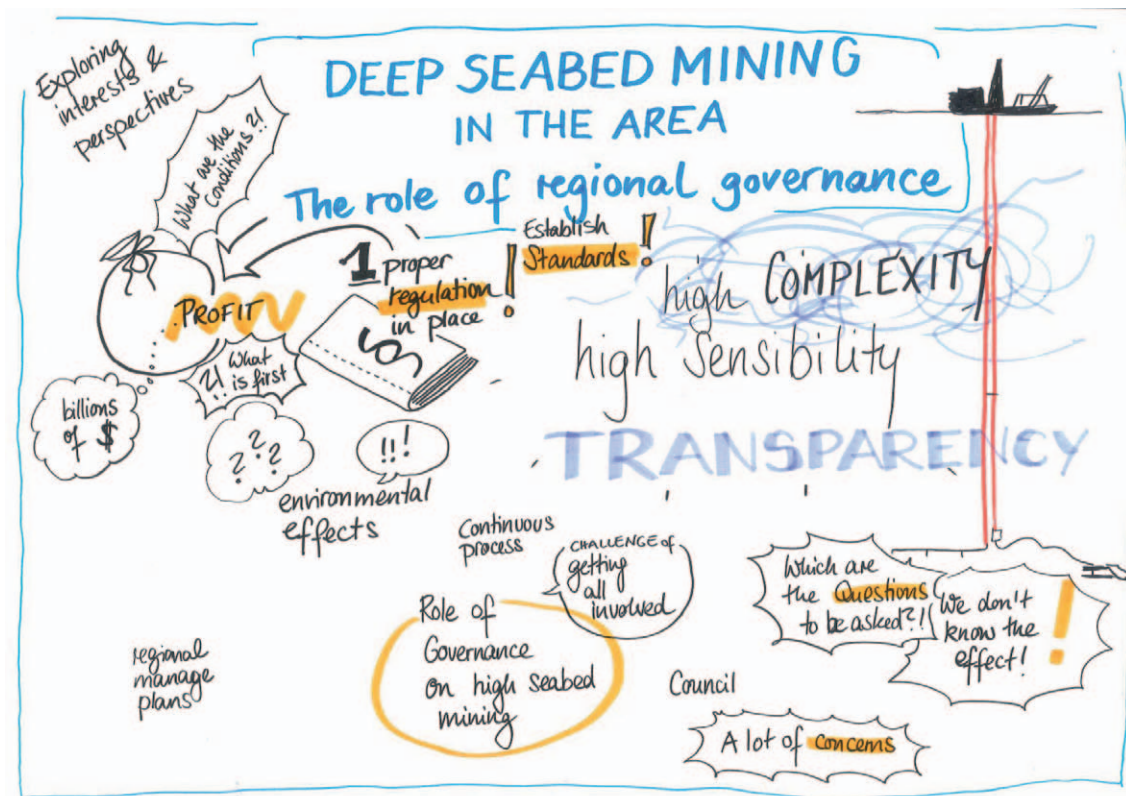 Exploring
interests &
perspectives
DEEP SEABED MINING
IN THE AREA
The role of regional governance
What are the
Conditions?!!
PROFIT
billions
of $
?! What
is first
? ? ?
1 proper
regulation !
in place
§
Establish
Standards !
high COMPLEXITY
high Sensibility
TRANSPARENCY
!!!
environmental
effects
Continuous
process
CHALLENGE of
getting
all
involved
Role of
Governance
on high seabed
mining
regional
manage
plans
Council
Which are
the Questions
to be asked?!!
We don't
know the
effect! !
A lot of concerns